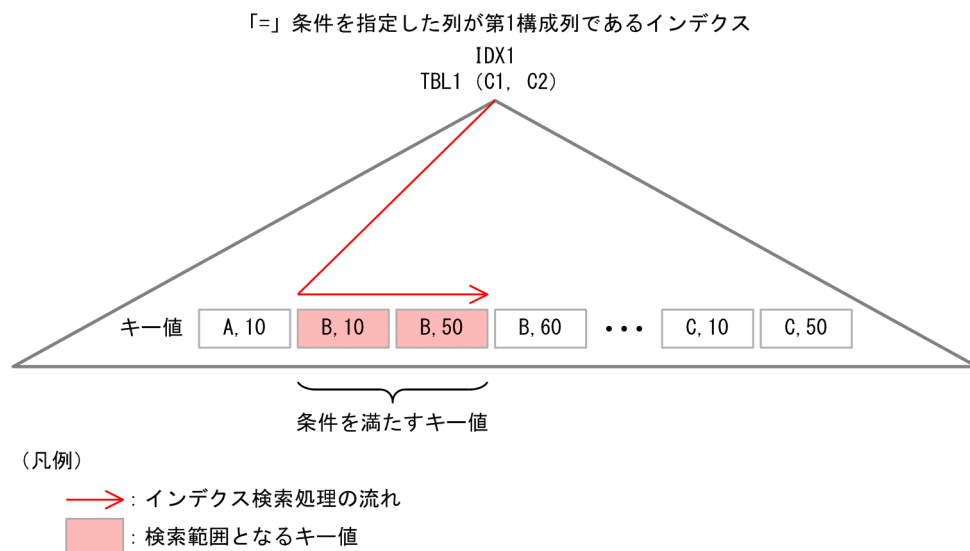 「=」条件を指定した列が第1構成列であるインデクス
IDX1
TBL1 (C1, C2)
キー値 A, 10 B, 10 B, 50 B, 60 ••• C, 10 C, 50
条件を満たすキー値
(凡例)
: インデクス検索処理の流れ
: 検索範囲となるキー値